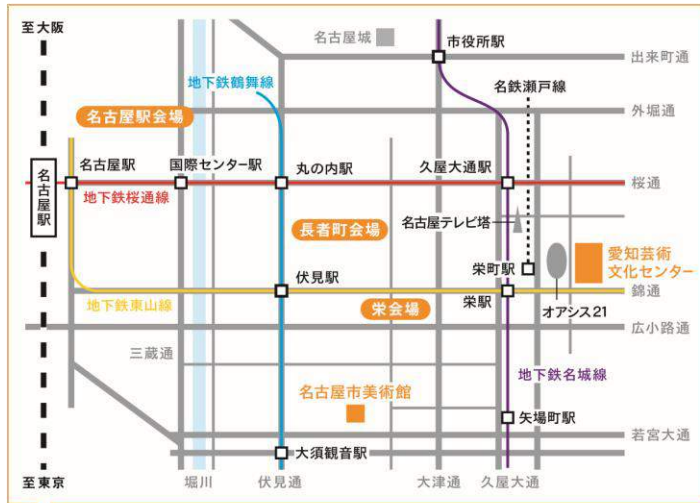 至大阪
名古屋城
市役所駅
出来町通
地下鉄鶴舞線
名鉄瀬戸線
名古屋駅会場
外堀通
名古屋駅
名古屋駅
国際センター駅
丸の内駅
久屋大通駅
桜通
地下鉄桜通線
長者町会場
名古屋テレビ塔
愛知芸術
文化センター
伏見駅
栄町駅
地下鉄東山線
栄会場
栄駅
オアシス21
錦通
広小路通
三蔵通
地下鉄名城線
名古屋市美術館
矢場町駅
若宮大通
大須観音駅
至東京
堀川
伏見通
大津通
久屋大通